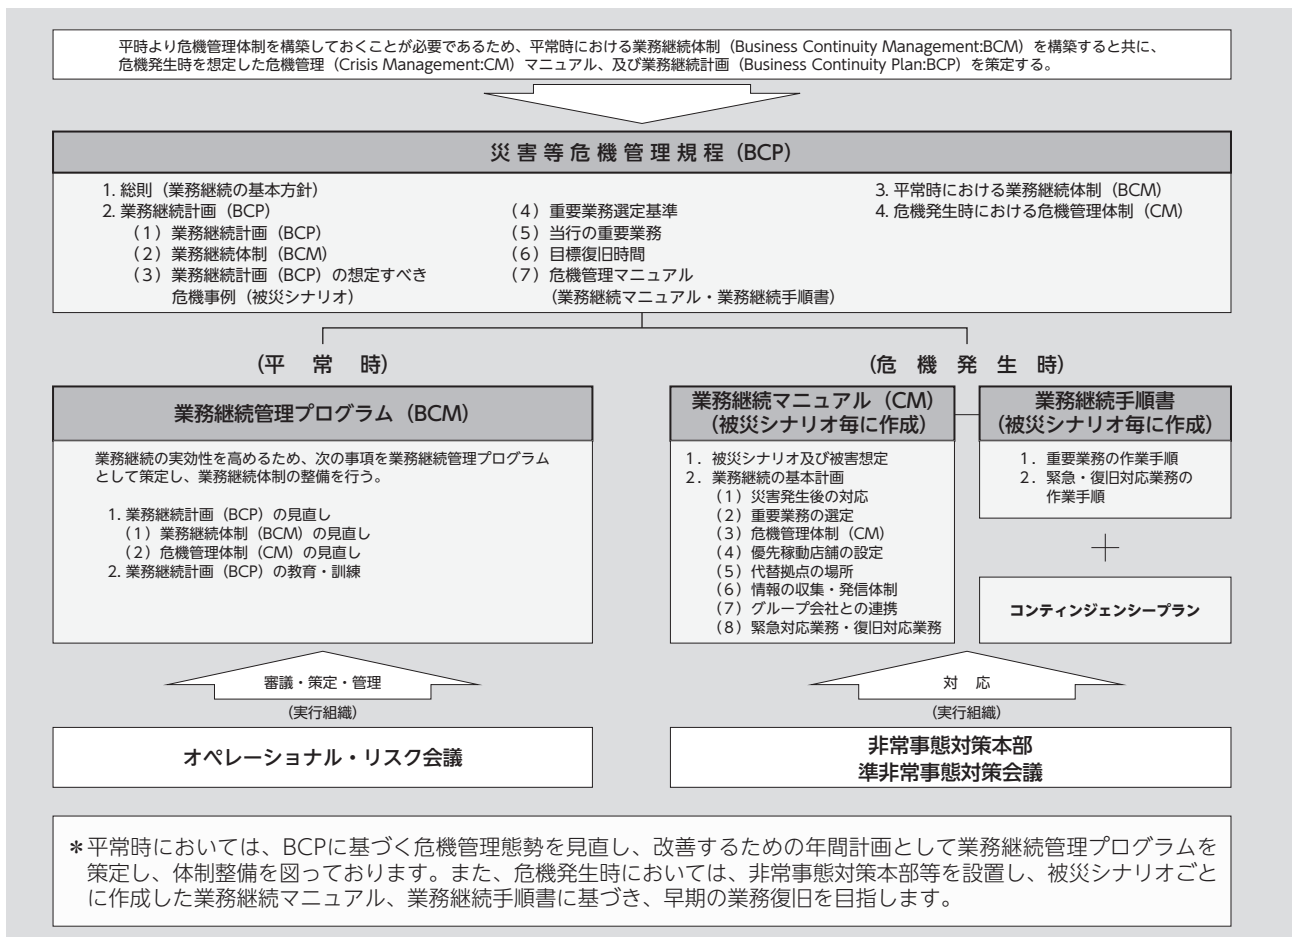 平時より危機管理体制を構築しておくことが必要であるため、平常時における業務継続体制（Business Continuity Management:BCM）を構築すると共に、
危機発生時を想定した危機管理（Crisis Management:CM）マニュアル、及び業務継続計画（Business Continuity Plan:BCP）を策定する。
災害等危機管理規程（BCP）
1. 総則（業務継続の基本方針）
2. 業務継続計画（BCP）
（1）業務継続計画（BCP）
（2）業務継続体制（BCM）
（3）業務継続計画（BCP）の想定すべき
危機事例（被災シナリオ）
（4）重要業務選定基準
（5）当行の重要業務
（6）目標復旧時間
（7）危機管理マニュアル
（業務継続マニュアル・業務継続手順書）
3. 平常時における業務継続体制（BCM）
4. 危機発生時における危機管理体制（CM）
（平 常 時）
業務継続管理プログラム（BCM）
業務継続の実効性を高めるため、次の事項を業務継続管理プログラム
として策定し、業務継続体制の整備を行う。
1. 業務継続計画（BCP）の見直し
（1）業務継続体制（BCM）の見直し
（2）危機管理体制（CM）の見直し
2. 業務継続計画（BCP）の教育・訓練
審議・策定・管理
（実行組織）
オペレーショナル・リスク会議
（危 機 発 生 時）
業務継続マニュアル（CM）
（被災シナリオ毎に作成）
1．被災シナリオ及び被害想定
2．業務継続の基本計画
（1）災害発生後の対応
（2）重要業務の選定
（3）危機管理体制（CM）
（4）優先稼動店舗の設定
（5）代替拠点の場所
（6）情報の収集・発信体制
（7）グループ会社との連携
（8）緊急対応業務・復旧対応業務
業務継続手順書
（被災シナリオ毎に作成）
1．重要業務の作業手順
2．緊急・復旧対応業務の
作業手順
＋
コンティンジェンシープラン
対 応
（実行組織）
非常事態対策本部
準非常事態対策会議
＊平常時においては、BCPに基づく危機管理態勢を見直し、改善するための年間計画として業務継続管理プログラムを
策定し、体制整備を図っております。また、危機発生時においては、非常事態対策本部等を設置し、被災シナリオごと
に作成した業務継続マニュアル、業務継続手順書に基づき、早期の業務復旧を目指します。